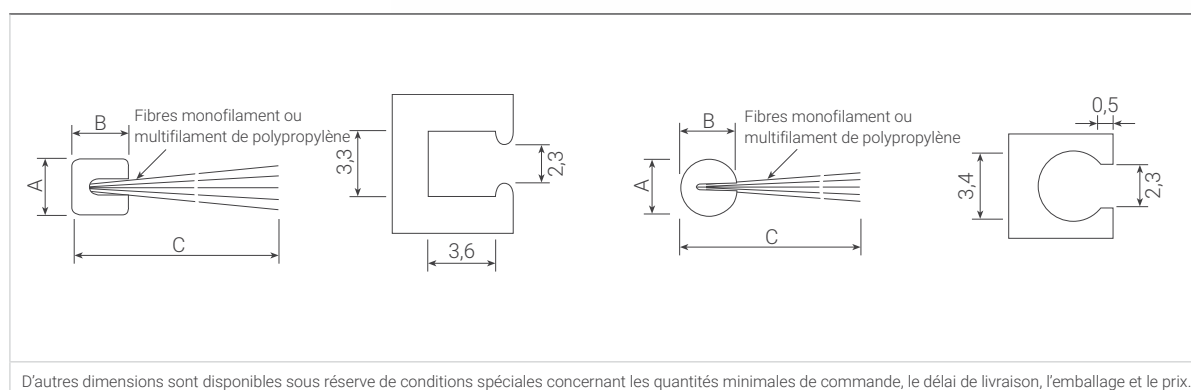 B
Fibres monofilament ou
multifilament de polypropylène
A
C
3,3
2,3
3,6
B
Fibres monofilament ou
multifilament de polypropylène
A
C
0,5
3,4
2,3
D'autres dimensions sont disponibles sous réserve de conditions spéciales concernant les quantités minimales de commande, le délai de livraison, l'emballage et le prix.